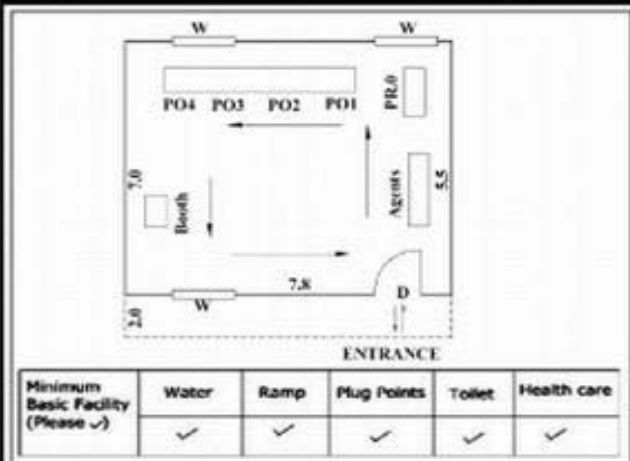 W W
PO4 PO3 PO2 PO1
PR.0
7.0
Booth
Agents
5.5
7.8
W
D
2.0
ENTRANCE
Minimum Basic Facility (Please ✓) Water Ramp Plug Points Toilet Health care
✓ ✓ ✓ ✓ ✓